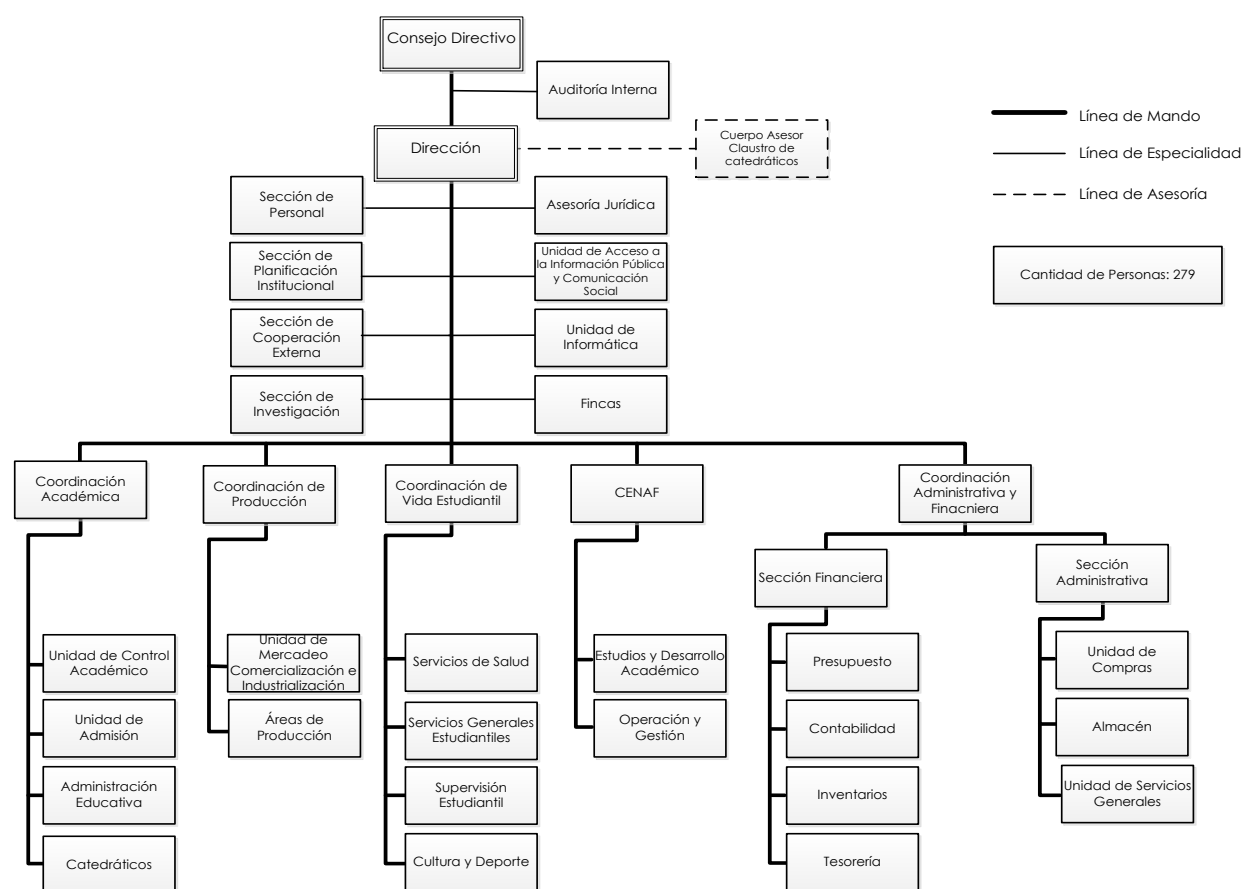 Consejo Directivo
Auditoría Interna
Dirección
Cuerpo Asesor
Claustro de
catedráticos
Línea de Mando
Línea de Especialidad
Línea de Asesoría
Cantidad de Personas: 279
Sección de
Personal
Asesoría Jurídica
Sección de
Planificación
Institucional
Unidad de Acceso a
la Información Pública
y Comunicación
Social
Sección de
Cooperación
Externa
Unidad de
Informática
Sección de
Investigación
Fincas
Coordinación
Académica
Coordinación de
Producción
Coordinación de
Vida Estudiantil
CENAF
Coordinación
Administrativa y
Finacniera
Sección Financiera
Sección
Administrativa
Unidad de Control
Académico
Unidad de
Admisión
Administración
Educativa
Catedráticos
Unidad de
Mercadeo
Comercialización e
Industrialización
Áreas de
Producción
Servicios de Salud
Servicios Generales
Estudiantiles
Supervisión
Estudiantil
Cultura y Deporte
Estudios y Desarrollo
Académico
Operación y
Gestión
Presupuesto
Contabilidad
Inventarios
Tesorería
Unidad de
Compras
Almacén
Unidad de Servicios
Generales